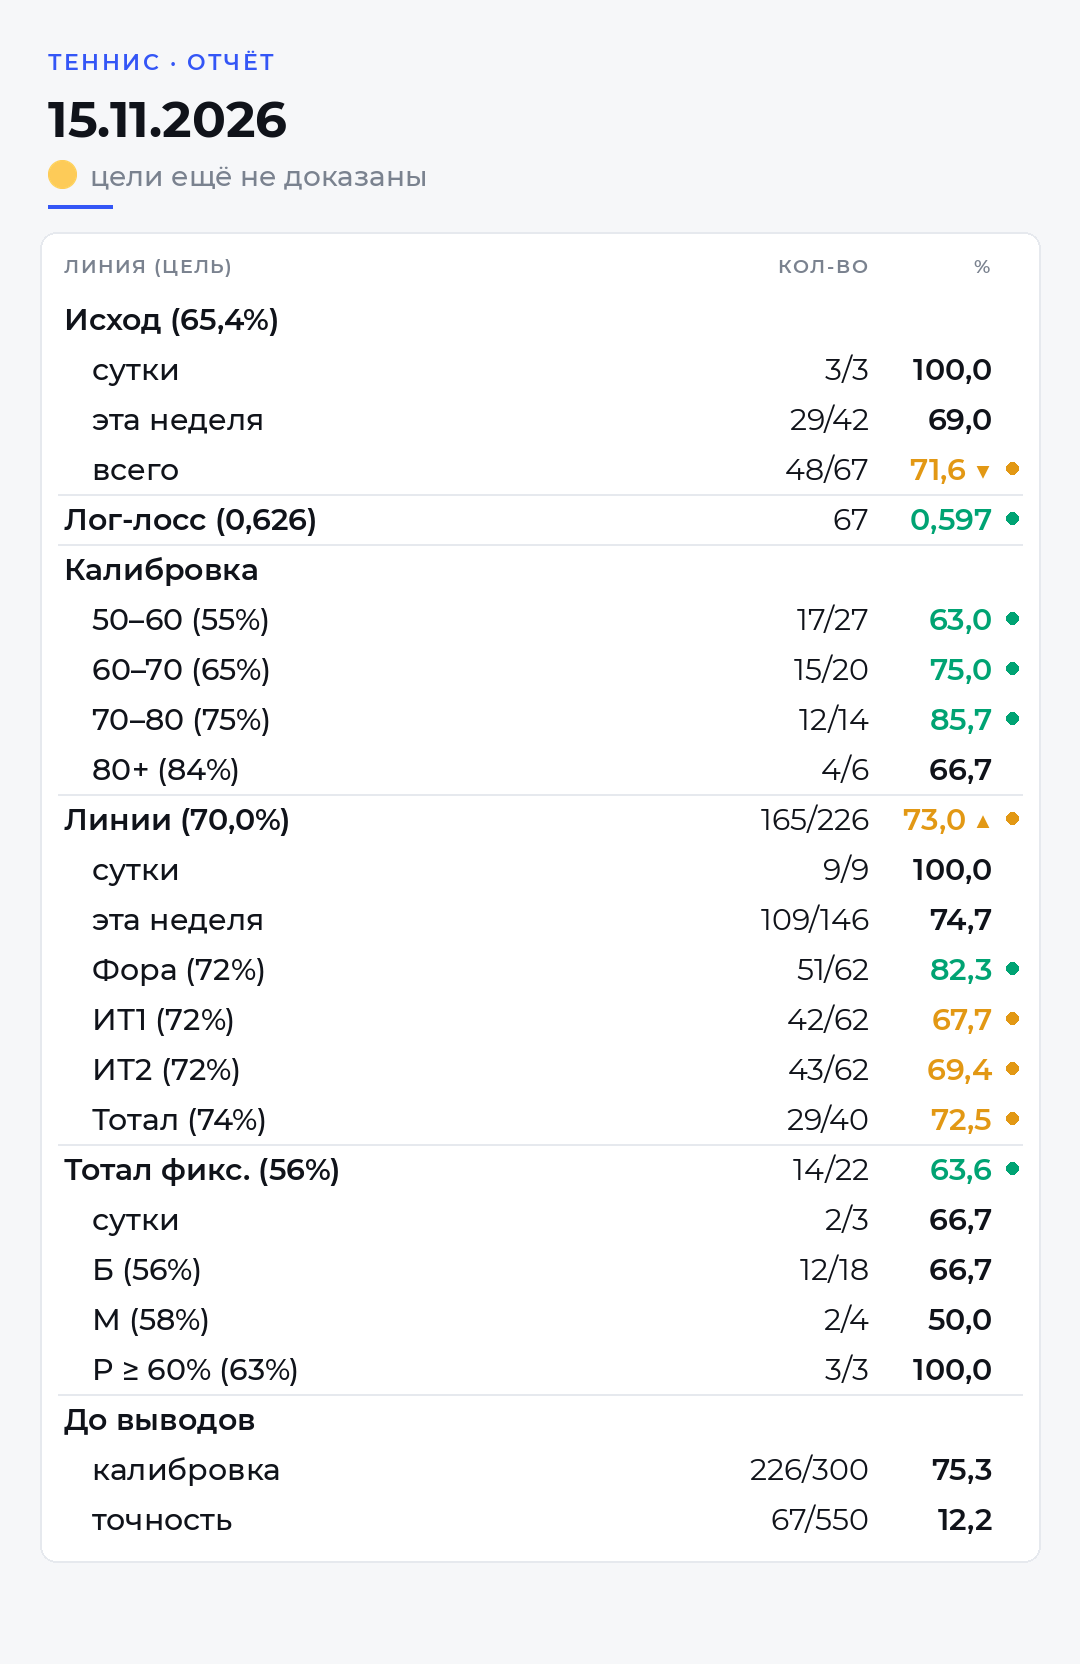 ТЕННИС · ОТЧЁТ
15.11.2026
цели ещё не доказаны
ЛИНИЯ (ЦЕЛЬ) КОЛ-ВО %
Исход (65,4%)
сутки 3/3 100,0
эта неделя 29/42 69,0
всего 48/67 71,6 ▼
Лог-лосс (0,626) 67 0,597
Калибровка
50–60 (55%) 17/27 63,0
60–70 (65%) 15/20 75,0
70–80 (75%) 12/14 85,7
80+ (84%) 4/6 66,7
Линии (70,0%) 165/226 73,0 ▲
сутки 9/9 100,0
эта неделя 109/146 74,7
Фора (72%) 51/62 82,3
ИТ1 (72%) 42/62 67,7
ИТ2 (72%) 43/62 69,4
Тотал (74%) 29/40 72,5
Тотал фикс. (56%) 14/22 63,6
сутки 2/3 66,7
Б (56%) 12/18 66,7
М (58%) 2/4 50,0
Р ≥ 60% (63%) 3/3 100,0
До выводов
калибровка 226/300 75,3
точность 67/550 12,2